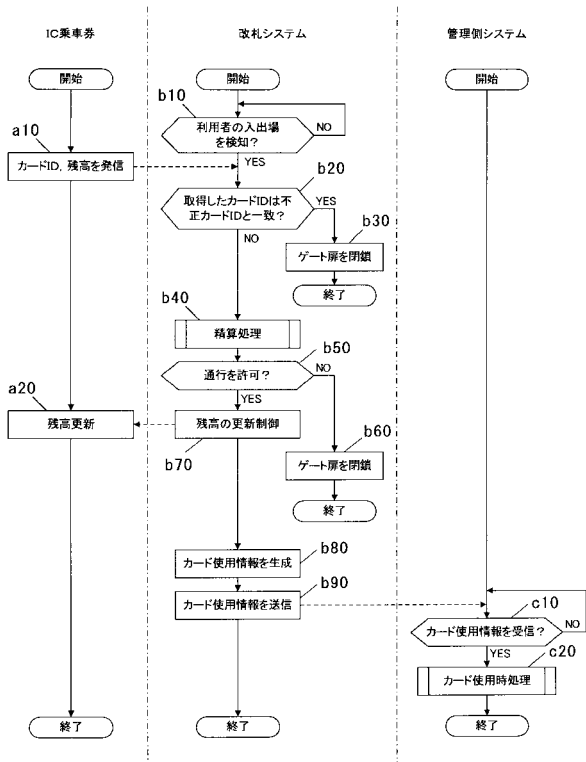 IC乗車券
改札システム
管理側システム
開始
開始
開始
b10
利用者の入出場
を検知?
NO
YES
a10
カードID, 残高を発信
b20
取得したカードIDは不
正カードIDと一致?
YES
NO
b30
ゲート扉を閉鎖
終了
b40
精算処理
b50
通行を許可?
NO
YES
a20
残高更新
残高の更新制御
b70
b60
ゲート扉を閉鎖
終了
b80
カード使用情報を生成
b90
カード使用情報を送信
c10
カード使用情報を受信?
NO
YES
c20
カード使用時処理
終了
終了
終了